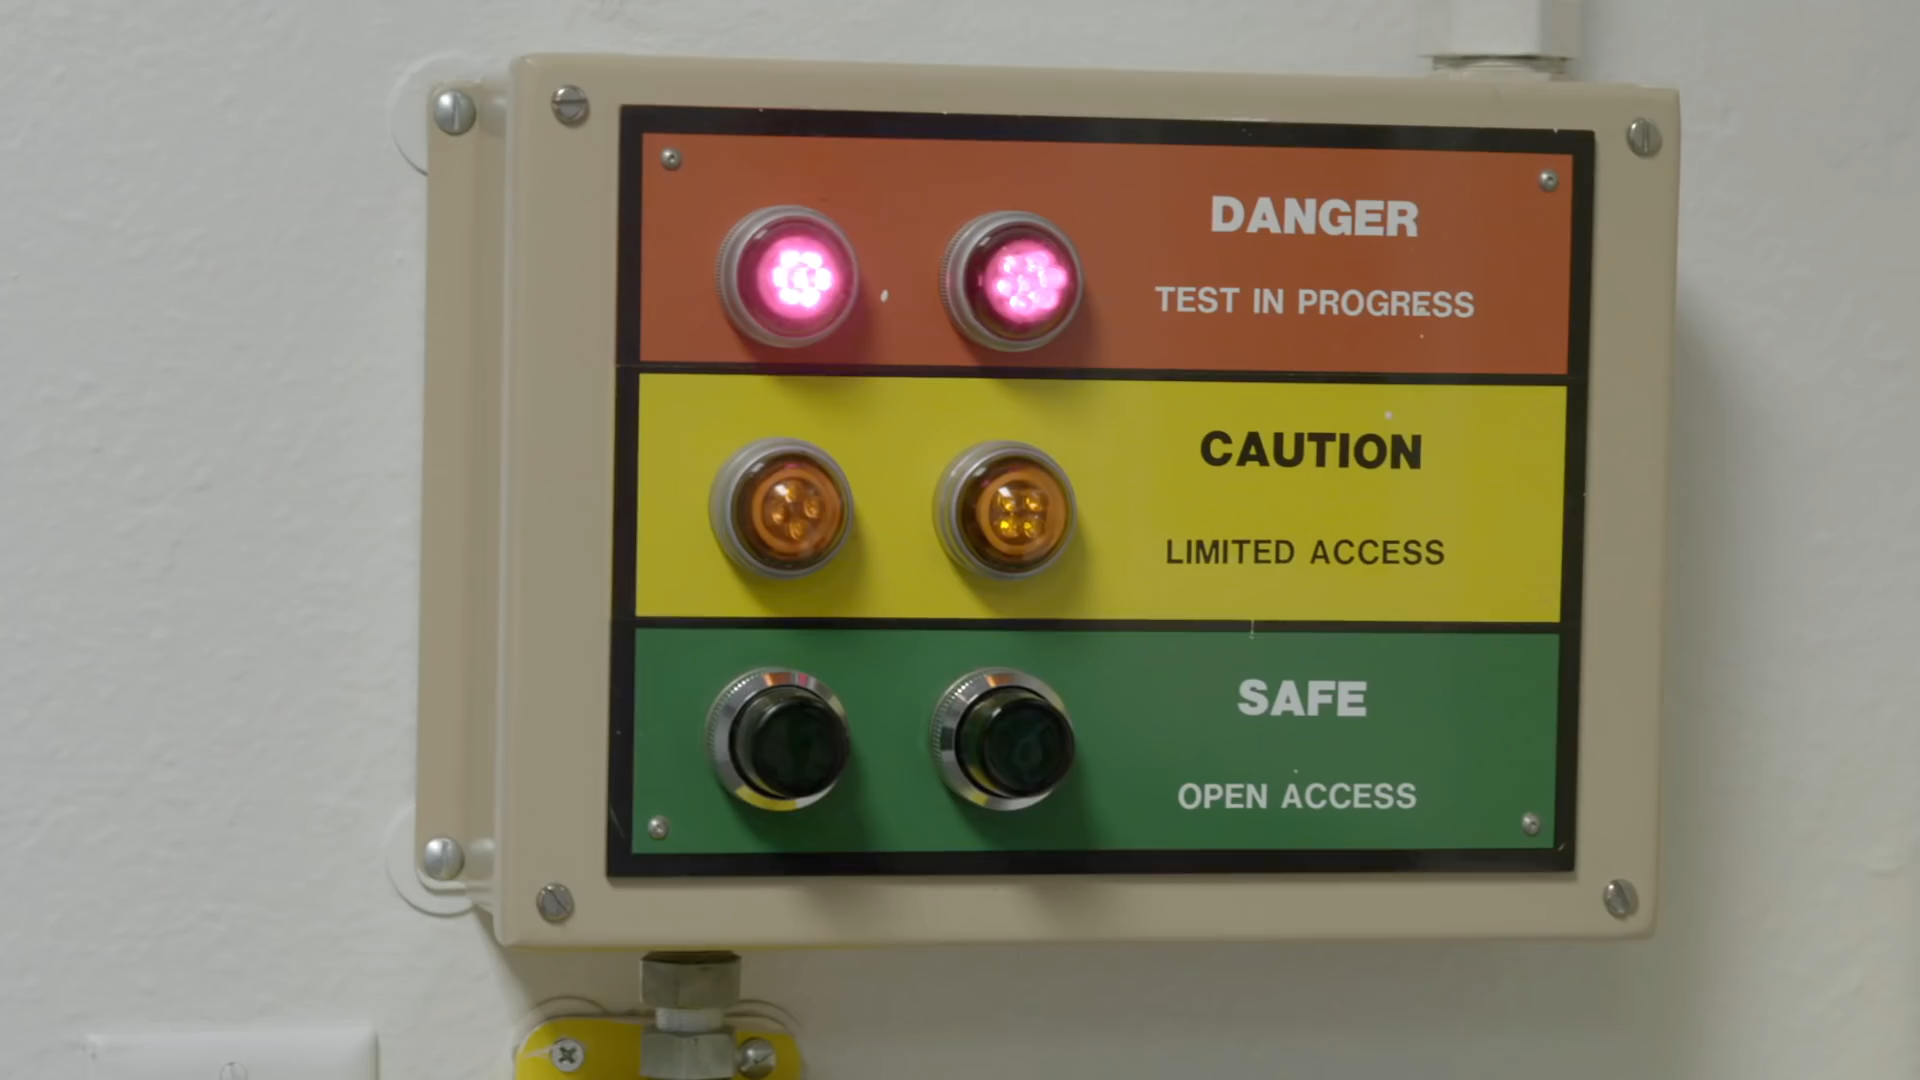 DANGER
TEST IN PROGRESS
CAUTION
LIMITED ACCESS
SAFE
OPEN ACCESS